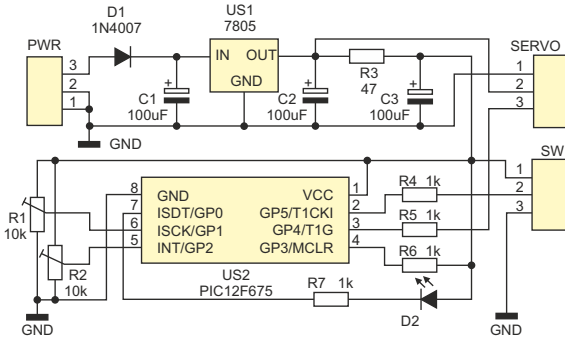 D1
1N4007
US1
7805
PWR
IN OUT
GND
SERVO
3
2
1
+
C1
100uF
+
C2
100uF
R3
47
+
C3
100uF
1
2
3
GND
SW
1
2
3
R1
10k
R2
10k
8 GND
7 ISDT/GP0
6 ISCK/GP1
5 INT/GP2
VCC 1
GP5/T1CKI 2
GP4/T1G 3
GP3/MCLR 4
R4 1k
R5 1k
R6 1k
US2
PIC12F675
R7 1k
D2
GND
GND